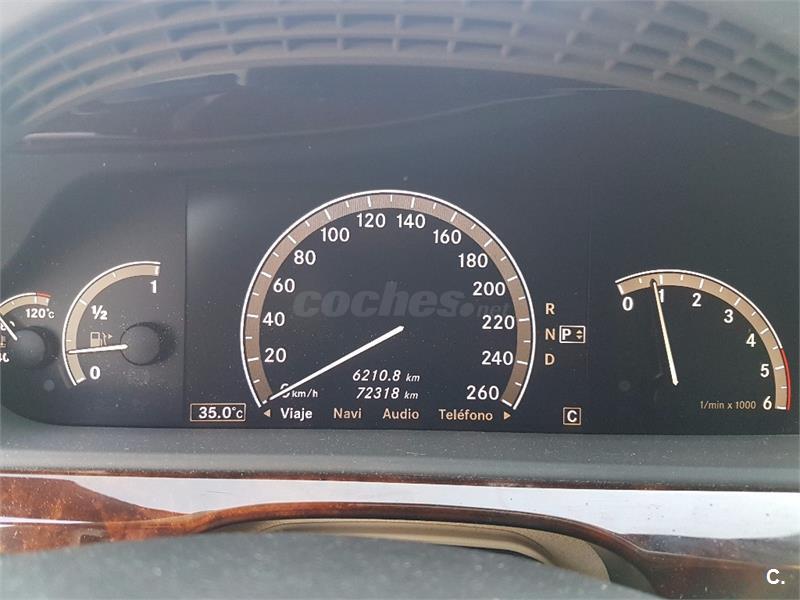 120°C
40
1
½
0
0 km/h
20
40
60
80
100
120
140
160
180
200
220
240
260
coches.net
6210.8 km
72318 km
35.0°C
Viaje Navi Audio Teléfono
C
R
N P
D
0 1 2 3 4 5 6
1/min x 1000
C.